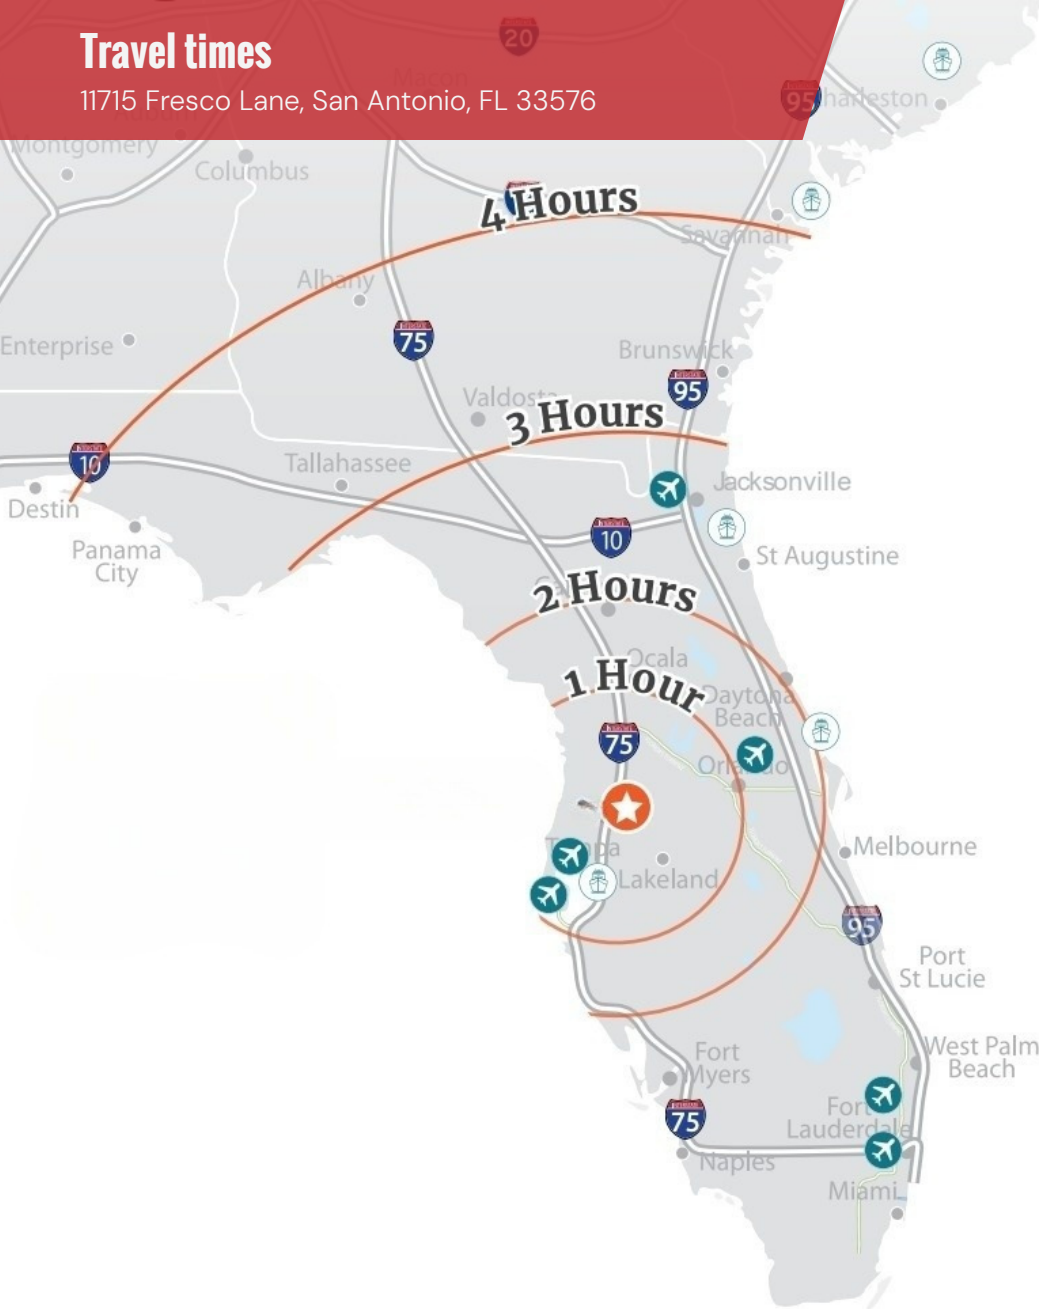 Travel times
11715 Fresco Lane, San Antonio, FL 33576
20
Macon
Auburn
95
Charleston
Montgomery
Columbus
4 Hours
Savannah
Albany
75
Enterprise
Brunswick
95
Valdosta
3 Hours
10
Tallahassee
Jacksonville
Destin
10
Panama
City
St Augustine
2 Hours
Ocala
1 Hour
Daytona
Beach
75
Orlando
Tampa
Melbourne
Lakeland
95
Port
St Lucie
West Palm
Beach
Fort
Myers
Fort
Lauderdale
75
Naples
Miami